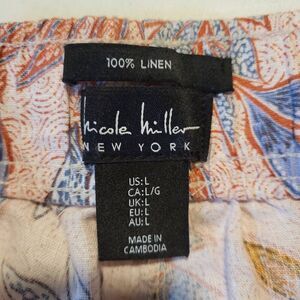 100% LINEN
Nicole Miller
NEW YORK
US:L
CA:L/G
UK:L
EU:L
AU:L
MADE IN
CAMBODIA